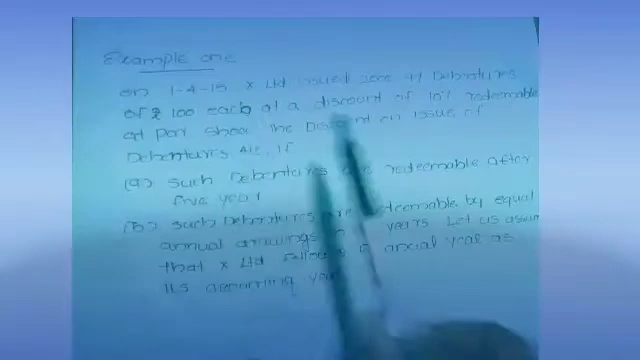 Example one
on 1-4-15 X Ltd issued 2000 9% Debentures
of ₹ 100 each at a discount of 10% redeemable
at par show the Discount on issue of
Debentures A/c, if
(a) such Debentures are redeemable after
five year
(b) such Debentures are redeemable by equal
annual drawings in years. Let us assum
that X Ltd follows financial year as
its accounting year